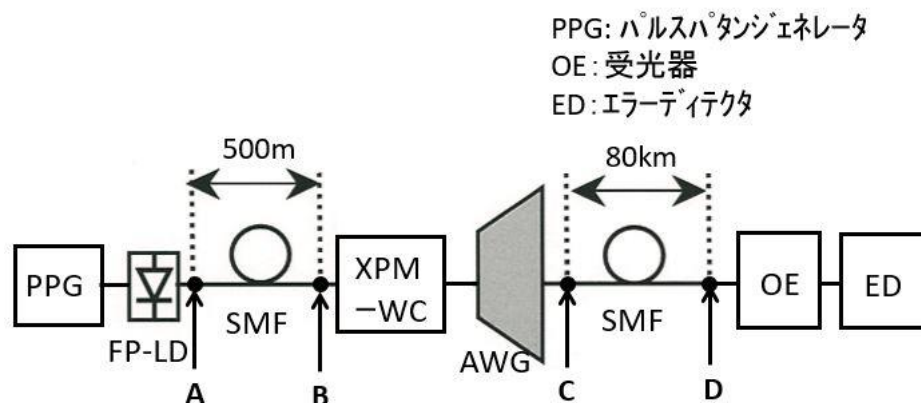 PPG: パルスパタンジェネレータ
OE: 受光器
ED: エラーディテクタ
500m
80km
PPG
FP-LD
SMF
XPM
-WC
AWG
SMF
OE
ED
A
B
C
D